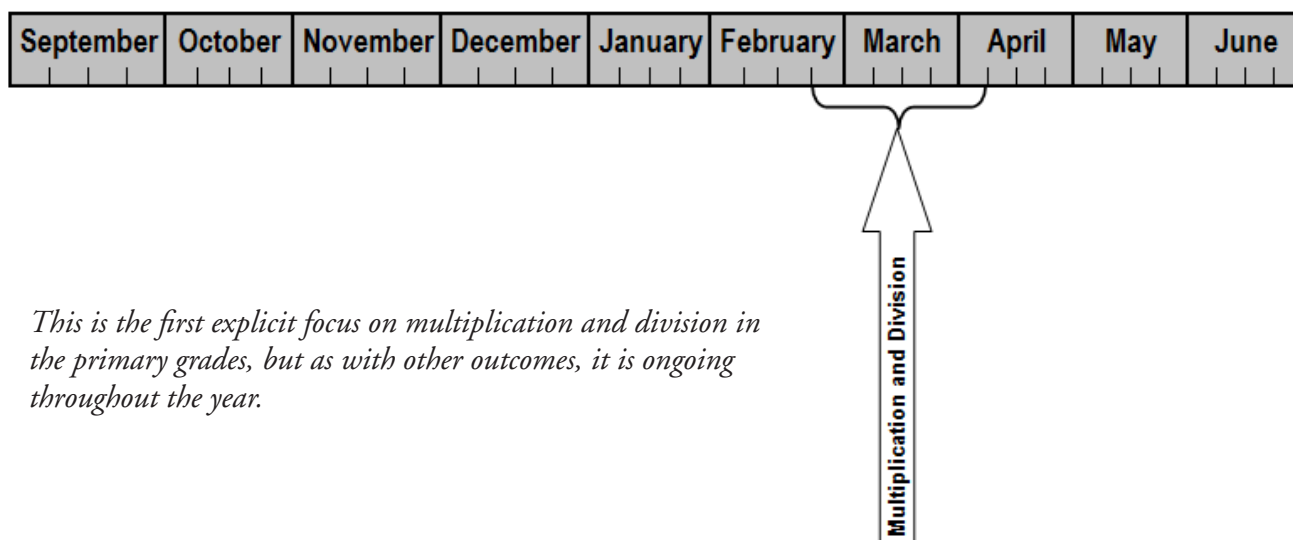 September October November December January February March April May June
This is the first explicit focus on multiplication and division in
the primary grades, but as with other outcomes, it is ongoing
throughout the year.
Multiplication and Division